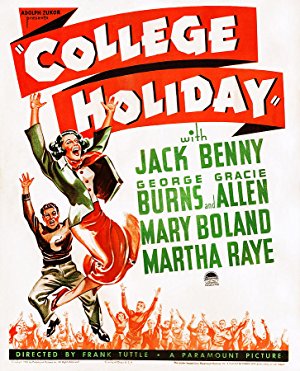 ADOLPH ZUKOR
presents
"COLLEGE
HOLIDAY"
with
JACK BENNY
GEORGE GRACIE
BURNS and ALLEN
MARY BOLAND
MARTHA RAYE
DIRECTED BY FRANK TUTTLE • A PARAMOUNT PICTURE